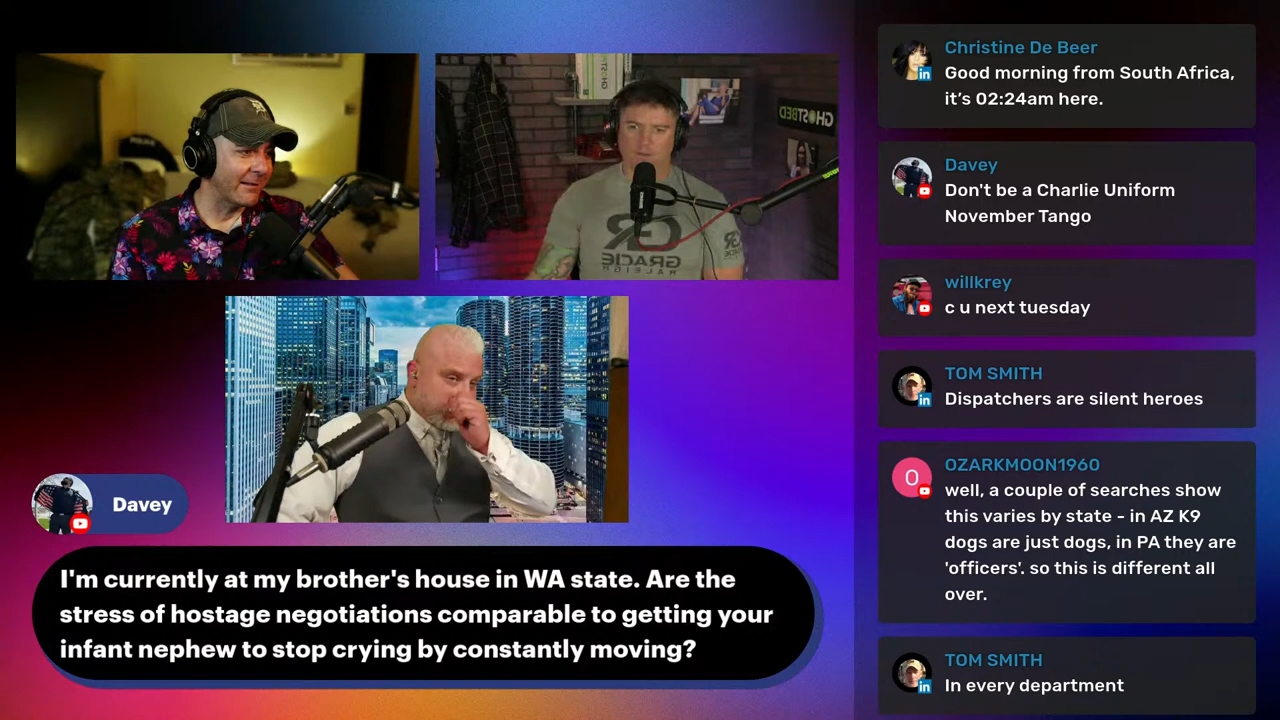 Christine De Beer
Good morning from South Africa,
it’s 02:24am here.
Davey
Don't be a Charlie Uniform
November Tango
willkrey
c u next tuesday
TOM SMITH
Dispatchers are silent heroes
O
OZARKMOON1960
well, a couple of searches show
this varies by state - in AZ K9
dogs are just dogs, in PA they are
'officers'. so this is different all
over.
TOM SMITH
In every department
GHOSTBED
GR
GRACIE
RALEIGH
Davey
I'm currently at my brother's house in WA state. Are the
stress of hostage negotiations comparable to getting your
infant nephew to stop crying by constantly moving?